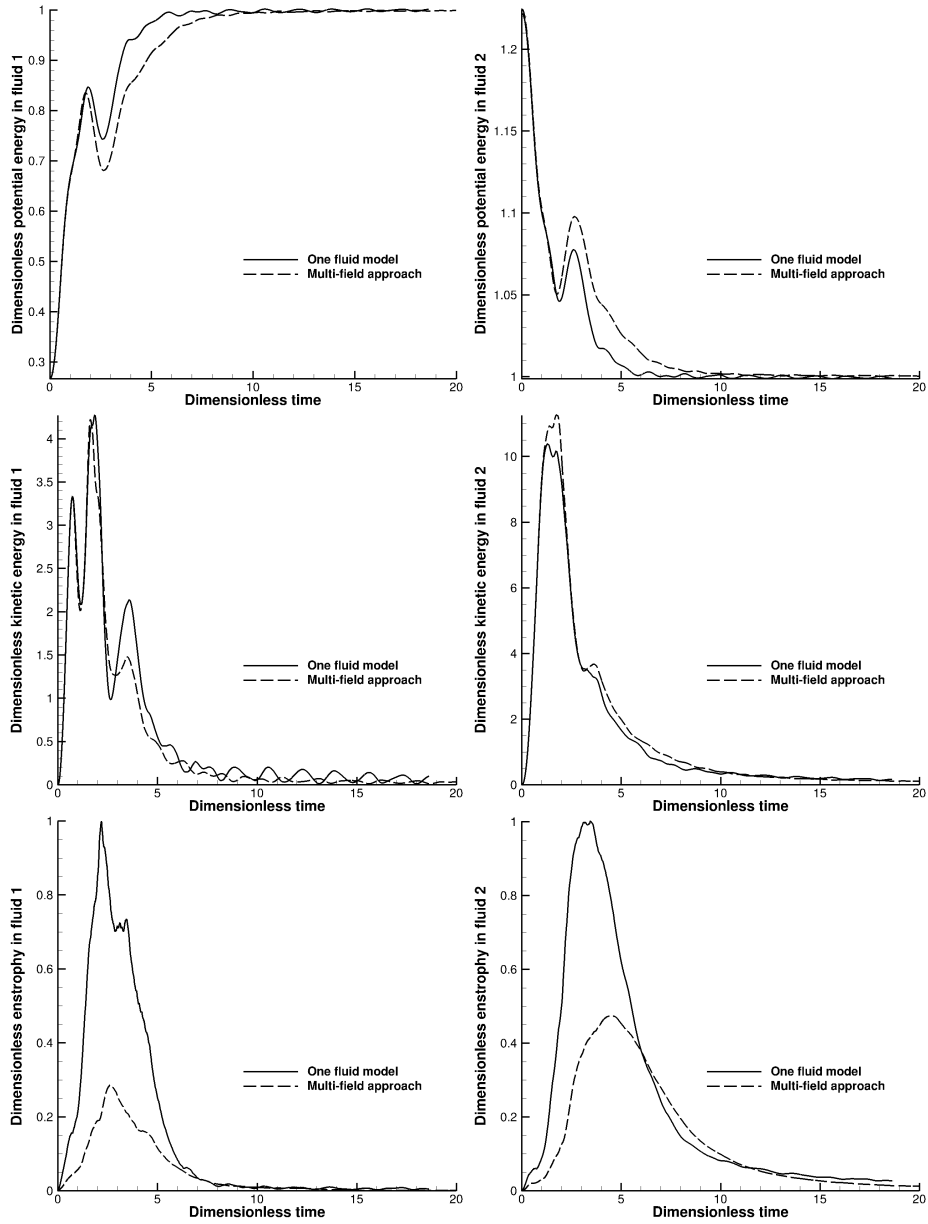 Dimensionless potential energy in fluid 1
1
0.9
0.8
0.7
0.6
0.5
0.4
0.3
One fluid model
Multi-field approach
0 5 10 15 20
Dimensionless time
Dimensionless potential energy in fluid 2
1.2
1.15
1.1
1.05
1
One fluid model
Multi-field approach
0 5 10 15 20
Dimensionless time
Dimensionless kinetic energy in fluid 1
4
3.5
3
2.5
2
1.5
1
0.5
0
One fluid model
Multi-field approach
0 5 10 15 20
Dimensionless time
Dimensionless kinetic energy in fluid 2
10
8
6
4
2
0
One fluid model
Multi-field approach
0 5 10 15 20
Dimensionless time
Dimensionless enstrophy in fluid 1
1
0.8
0.6
0.4
0.2
0
One fluid model
Multi-field approach
0 5 10 15 20
Dimensionless time
Dimensionless enstrophy in fluid 2
1
0.8
0.6
0.4
0.2
0
One fluid model
Multi-field approach
0 5 10 15 20
Dimensionless time